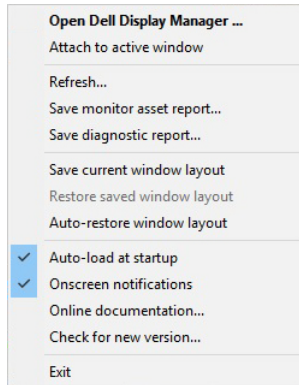 Open Dell Display Manager ...
Attach to active window
Refresh...
Save monitor asset report...
Save diagnostic report...
Save current window layout
Restore saved window layout
Auto-restore window layout
Auto-load at startup
Onscreen notifications
Online documentation...
Check for new version...
Exit